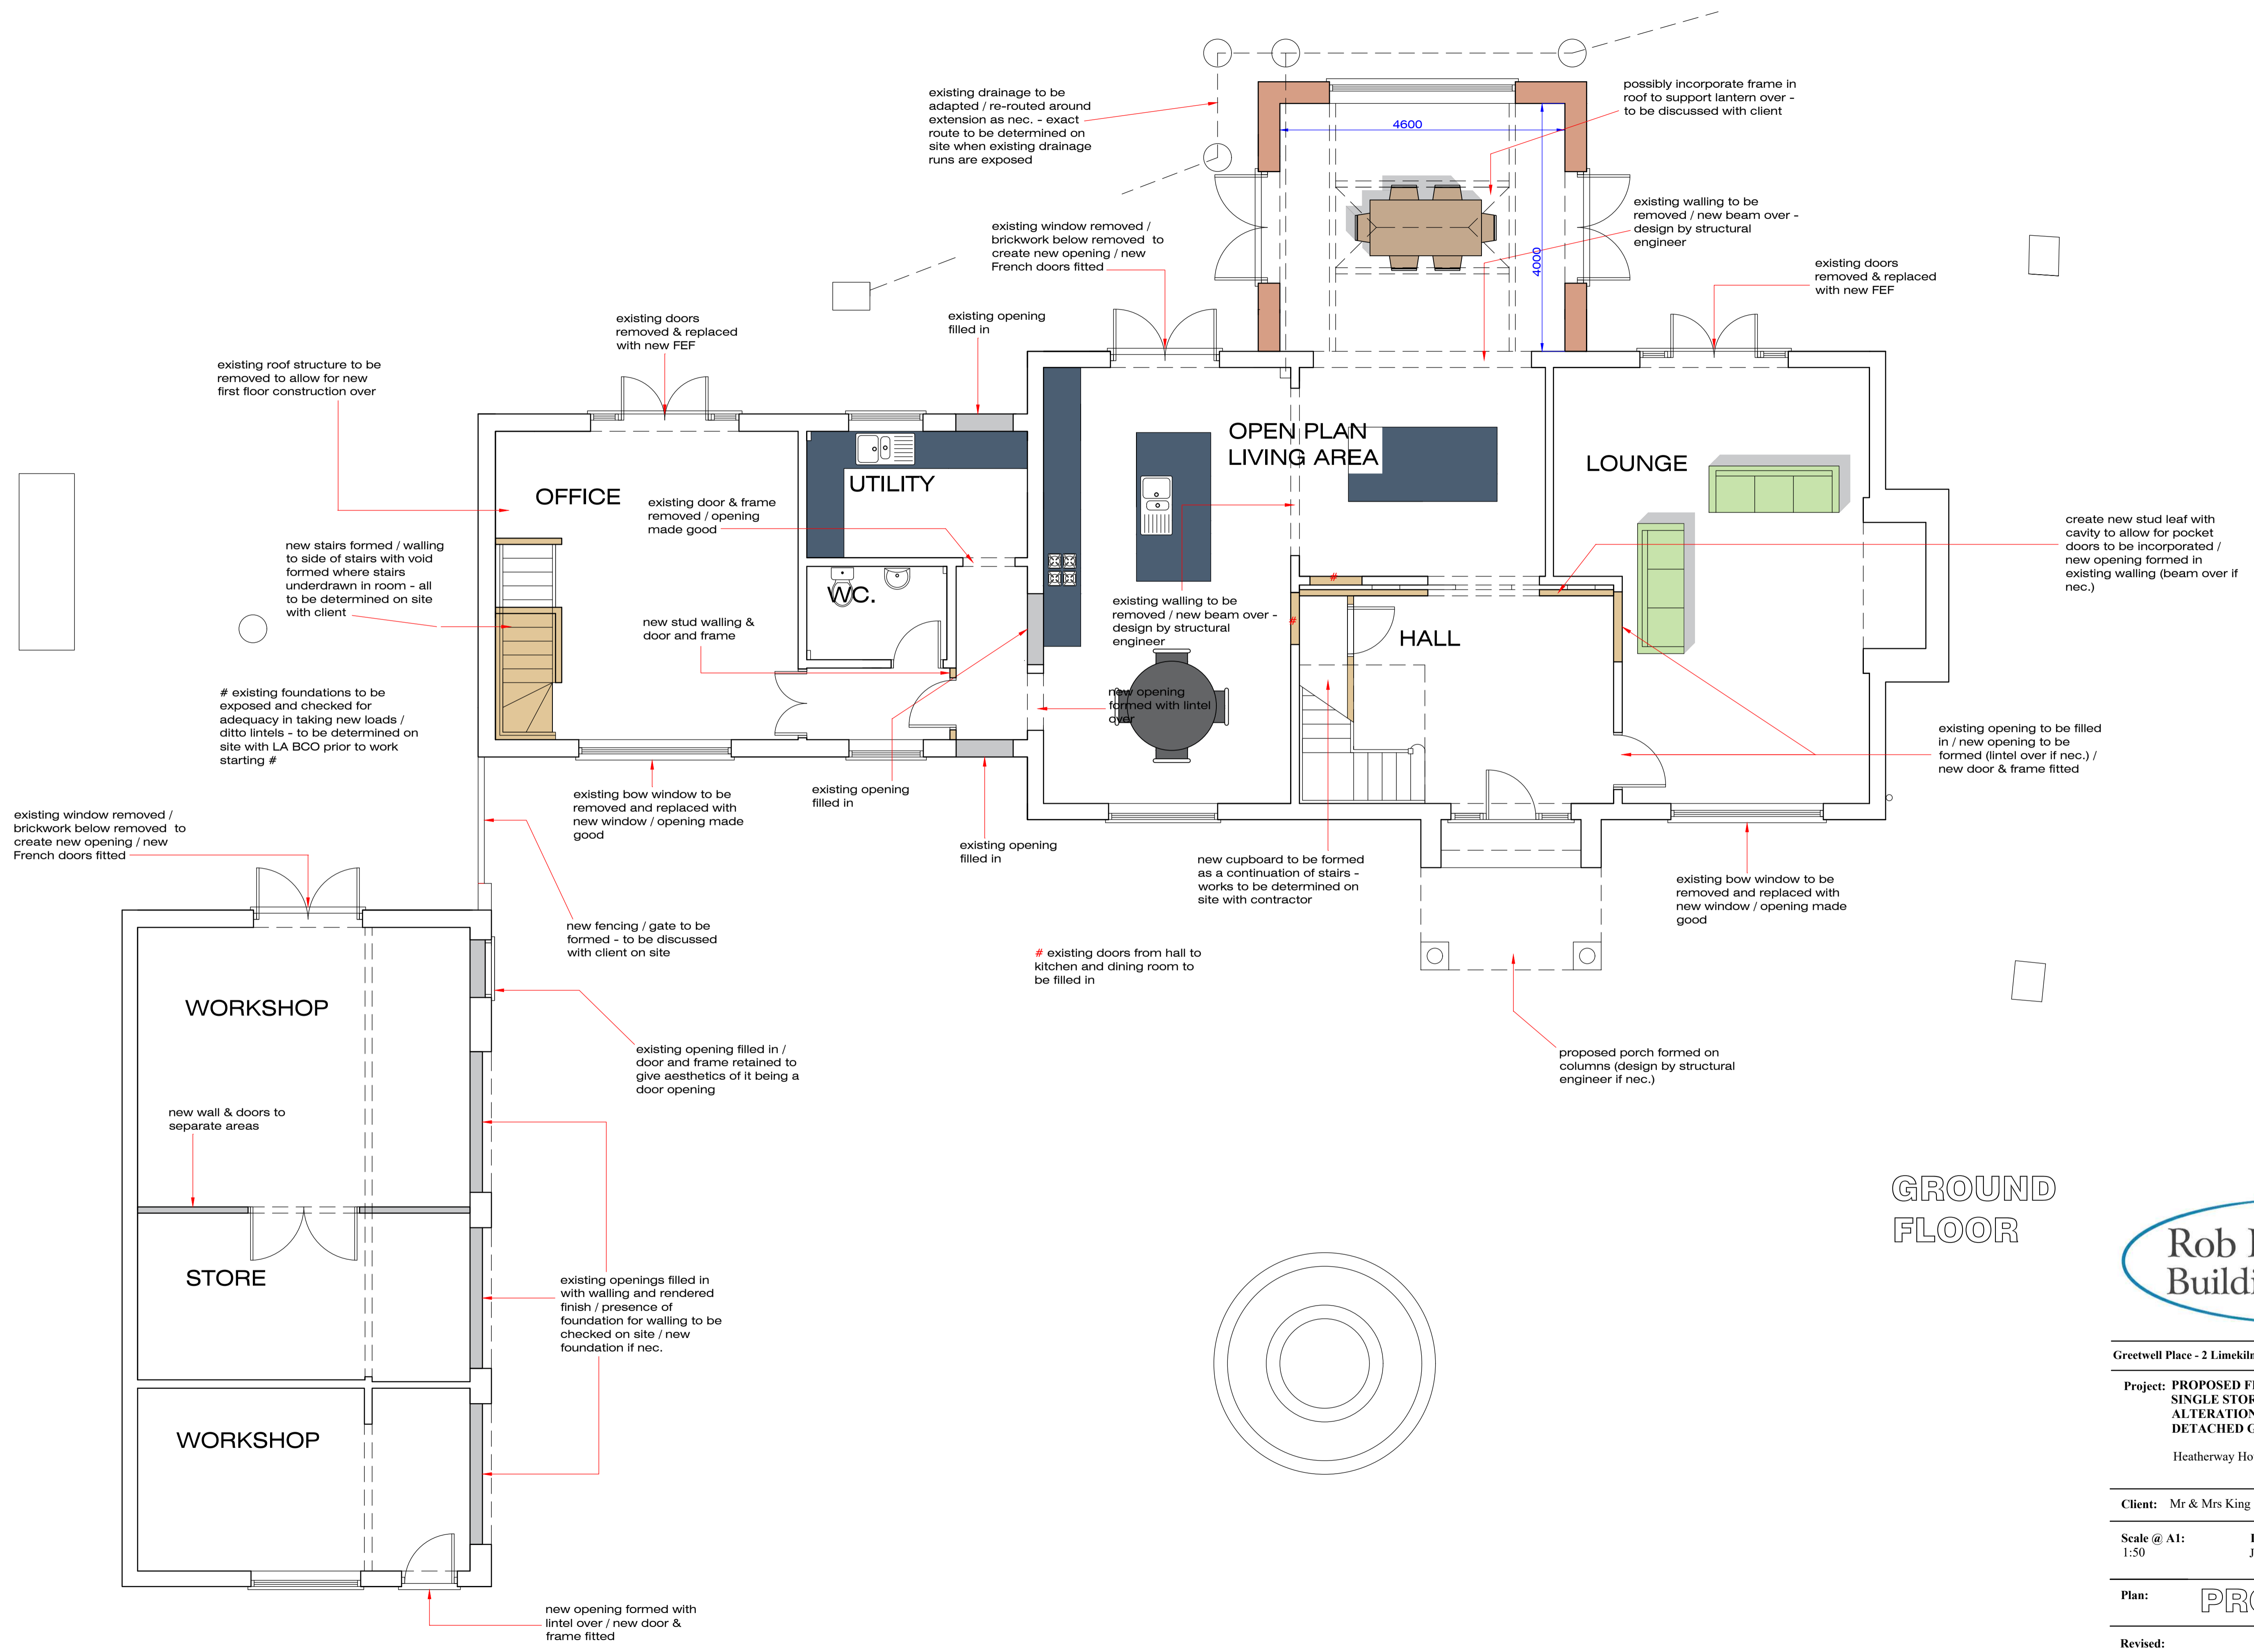 possibly incorporate frame in
roof to support lantern over -
to be discussed with client
existing drainage to be
adapted / re-routed around
extension as nec. - exact
route to be determined on
site when existing drainage
runs are exposed
4600
4000
existing walling to be
removed / new beam over -
design by structural
engineer
existing window removed /
brickwork below removed to
create new opening / new
French doors fitted
existing doors
removed & replaced
with new FEF
existing opening
filled in
existing doors
removed & replaced
with new FEF
existing roof structure to be
removed to allow for new
first floor construction over
OPEN PLAN
LIVING AREA
LOUNGE
OFFICE
UTILITY
existing door & frame
removed / opening
made good
create new stud leaf with
cavity to allow for pocket
doors to be incorporated /
new opening formed in
existing walling (beam over if
nec.)
new stairs formed / walling
to side of stairs with void
formed where stairs
underdrawn in room - all
to be determined on site
with client
#
WC.
existing walling to be
removed / new beam over -
design by structural
engineer
#
new stud walling &
door and frame
HALL
# existing foundations to be
exposed and checked for
adequacy in taking new loads /
ditto lintels - to be determined on
site with LA BCO prior to work
starting #
new opening
formed with lintel
over
existing opening to be filled
in / new opening to be
formed (lintel over if nec.) /
new door & frame fitted
existing bow window to be
removed and replaced with
new window / opening made
good
existing opening
filled in
existing window removed /
brickwork below removed to
create new opening / new
French doors fitted
existing opening
filled in
new cupboard to be formed
as a continuation of stairs -
works to be determined on
site with contractor
existing bow window to be
removed and replaced with
new window / opening made
good
new fencing / gate to be
formed - to be discussed
with client on site
# existing doors from hall to
kitchen and dining room to
be filled in
WORKSHOP
existing opening filled in /
door and frame retained to
give aesthetics of it being a
door opening
proposed porch formed on
columns (design by structural
engineer if nec.)
new wall & doors to
separate areas
GROUND
FLOOR
STORE
existing openings filled in
with walling and rendered
finish / presence of
foundation for walling to be
checked on site / new
foundation if nec.
WORKSHOP
new opening formed with
lintel over / new door &
frame fitted
Rob
Greetwell Place - 2
Project: PROPOSED
SINGLE
DETACHED
Heatherway
Client: Mr & Mrs King
Scale @ A1:
1:50
Plan:
Revised: